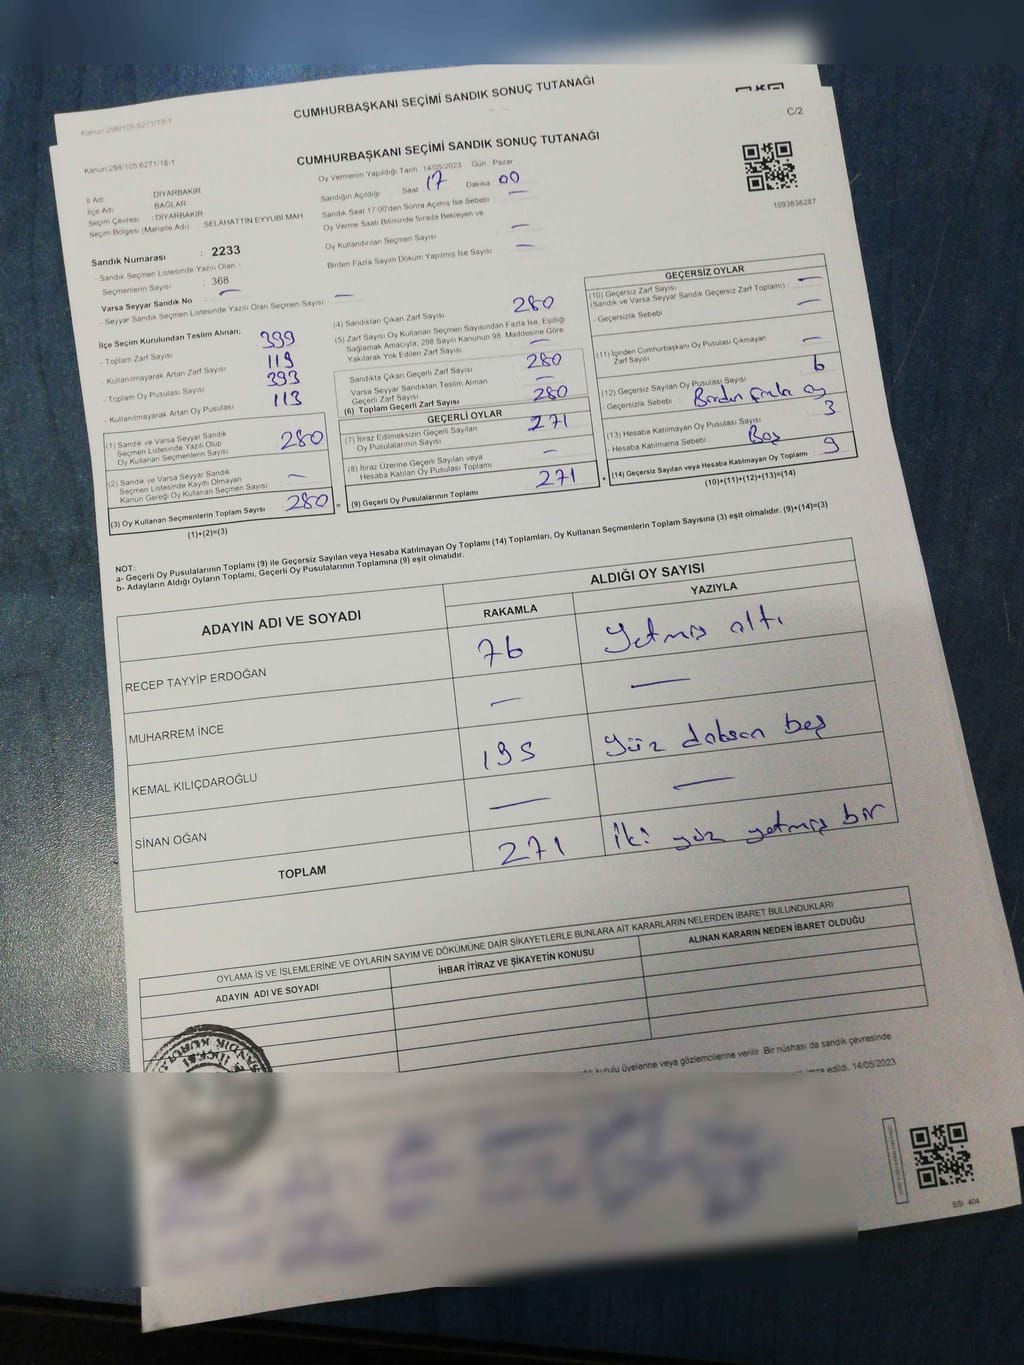 Kanun:298/105:6271/18-1
CUMHURBAŞKANI SEÇİMİ SANDIK SONUÇ TUTANAĞI
C/2
Kanun:298/105:6271/18-1
CUMHURBAŞKANI SEÇİMİ SANDIK SONUÇ TUTANAĞI
1093838287
İl Adı DİYARBAKIR
İlçe Adı BAĞLAR
Seçim Çevresi : DİYARBAKIR
Seçim Bölgesi (Mahalle Adı) : SELAHATTİN EYYUBİ MAH
Sandık Numarası : 2233
- Sandık Seçmen Listesinde Yazılı Olan
Seçmenlerin Sayısı : 368
Varsa Seyyar Sandık No : —
- Seyyar Sandık Seçmen Listesinde Yazılı Olan Seçmen Sayısı: —
Oy Vermenin Yapıldığı Tarih 14/05/2023 Gün Pazar
Sandığın Açıldığı Saat 17 Dakika 00
Sandık Saat 17:00'den Sonra Açılmış İse Sebebi —
Oy Verme Saati Bitiminde Sırada Bekleyen ve
Oy Kullandırılan Seçmen Sayısı —
Birden Fazla Sayım Döküm Yapılmış İse Sayısı —
İlçe Seçim Kurulundan Teslim Alınan;
- Toplam Zarf Sayısı 399
- Kullanılmayarak Artan Zarf Sayısı 119
- Toplam Oy Pusulası Sayısı 393
- Kullanılmayarak Artan Oy Pusulası 113
(1) Sandık ve Varsa Seyyar Sandık
Seçmen Listesinde Yazılı Olup
Oy Kullanan Seçmenlerin Sayısı 280
(2) Sandık ve Varsa Seyyar Sandık
Seçmen Listesinde Kayıtlı Olmayan
Kanun Gereği Oy Kullanan Seçmen Sayısı —
(3) Oy Kullanan Seçmenlerin Toplam Sayısı 280
(1)+(2)=(3)
(4) Sandıktan Çıkan Zarf Sayısı 280
(5) Zarf Sayısı Oy Kullanan Seçmen Sayısından Fazla İse, Eşitliği
Sağlamak Amacıyla, 298 Sayılı Kanunun 98. Maddesine Göre
Yakılarak Yok Edilen Zarf Sayısı —
Sandıkta Çıkan Geçerli Zarf Sayısı 280
Varsa Seyyar Sandıktan Teslim Alınan
Geçerli Zarf Sayısı —
(6) Toplam Geçerli Zarf Sayısı 280
GEÇERLİ OYLAR
(7) İtiraz Edilmeksizin Geçerli Sayılan
Oy Pusulalarının Sayısı 271
(8) İtiraz Üzerine Geçerli Sayılan veya
Hesaba Katılan Oy Pusulası Toplamı —
= (9) Geçerli Oy Pusulalarının Toplamı 271 +
GEÇERSİZ OYLAR
(10) Geçersiz Zarf Sayısı
(Sandık ve Varsa Seyyar Sandık Geçersiz Zarf Toplamı) : —
- Geçersizlik Sebebi —
(11) İçinden Cumhurbaşkanı Oy Pusulası Çıkmayan
Zarf Sayısı —
(12) Geçersiz Sayılan Oy Pusulası Sayısı 6
- Geçersizlik Sebebi : Birden fazla oy
(13) Hesaba Katılmayan Oy Pusulası Sayısı 3
- Hesaba Katılmama Sebebi : Boş
(14) Geçersiz Sayılan veya Hesaba Katılmayan Oy Toplamı 9
(10)+(11)+(12)+(13)=(14)
NOT:
a- Geçerli Oy Pusulalarının Toplamı (9) ile Geçersiz Sayılan veya Hesaba Katılmayan Oy Toplamı (14) Toplamları, Oy Kullanan Seçmenlerin Toplam Sayısına (3) eşit olmalıdır. (9)+(14)=(3)
b- Adayların Aldığı Oyların Toplamı, Geçerli Oy Pusulalarının Toplamına (9) eşit olmalıdır.
ADAYIN ADI VE SOYADI ALDIĞI OY SAYISI
RAKAMLA YAZIYLA
RECEP TAYYİP ERDOĞAN 76 Yetmiş altı
MUHARREM İNCE — —
KEMAL KILIÇDAROĞLU 195 Yüz doksan beş
SİNAN OĞAN — —
TOPLAM 271 İki yüz yetmiş bir
OYLAMA İŞ VE İŞLEMLERİNE VE OYLARIN SAYIM VE DÖKÜMÜNE DAİR ŞİKAYETLERLE BUNLARA AİT KARARLARIN NELERDEN İBARET BULUNDUKLARI
ADAYIN ADI VE SOYADI İHBAR İTİRAZ VE ŞİKAYETİN KONUSU ALINAN KARARIN NEDEN İBARET OLDUĞU
kurulu üyelerine veya gözlemcilerine verilir. Bir nüshası da sandık çevresinde
imza edildi. 14/05/2023
SANDIK KURULU
SSİ 404